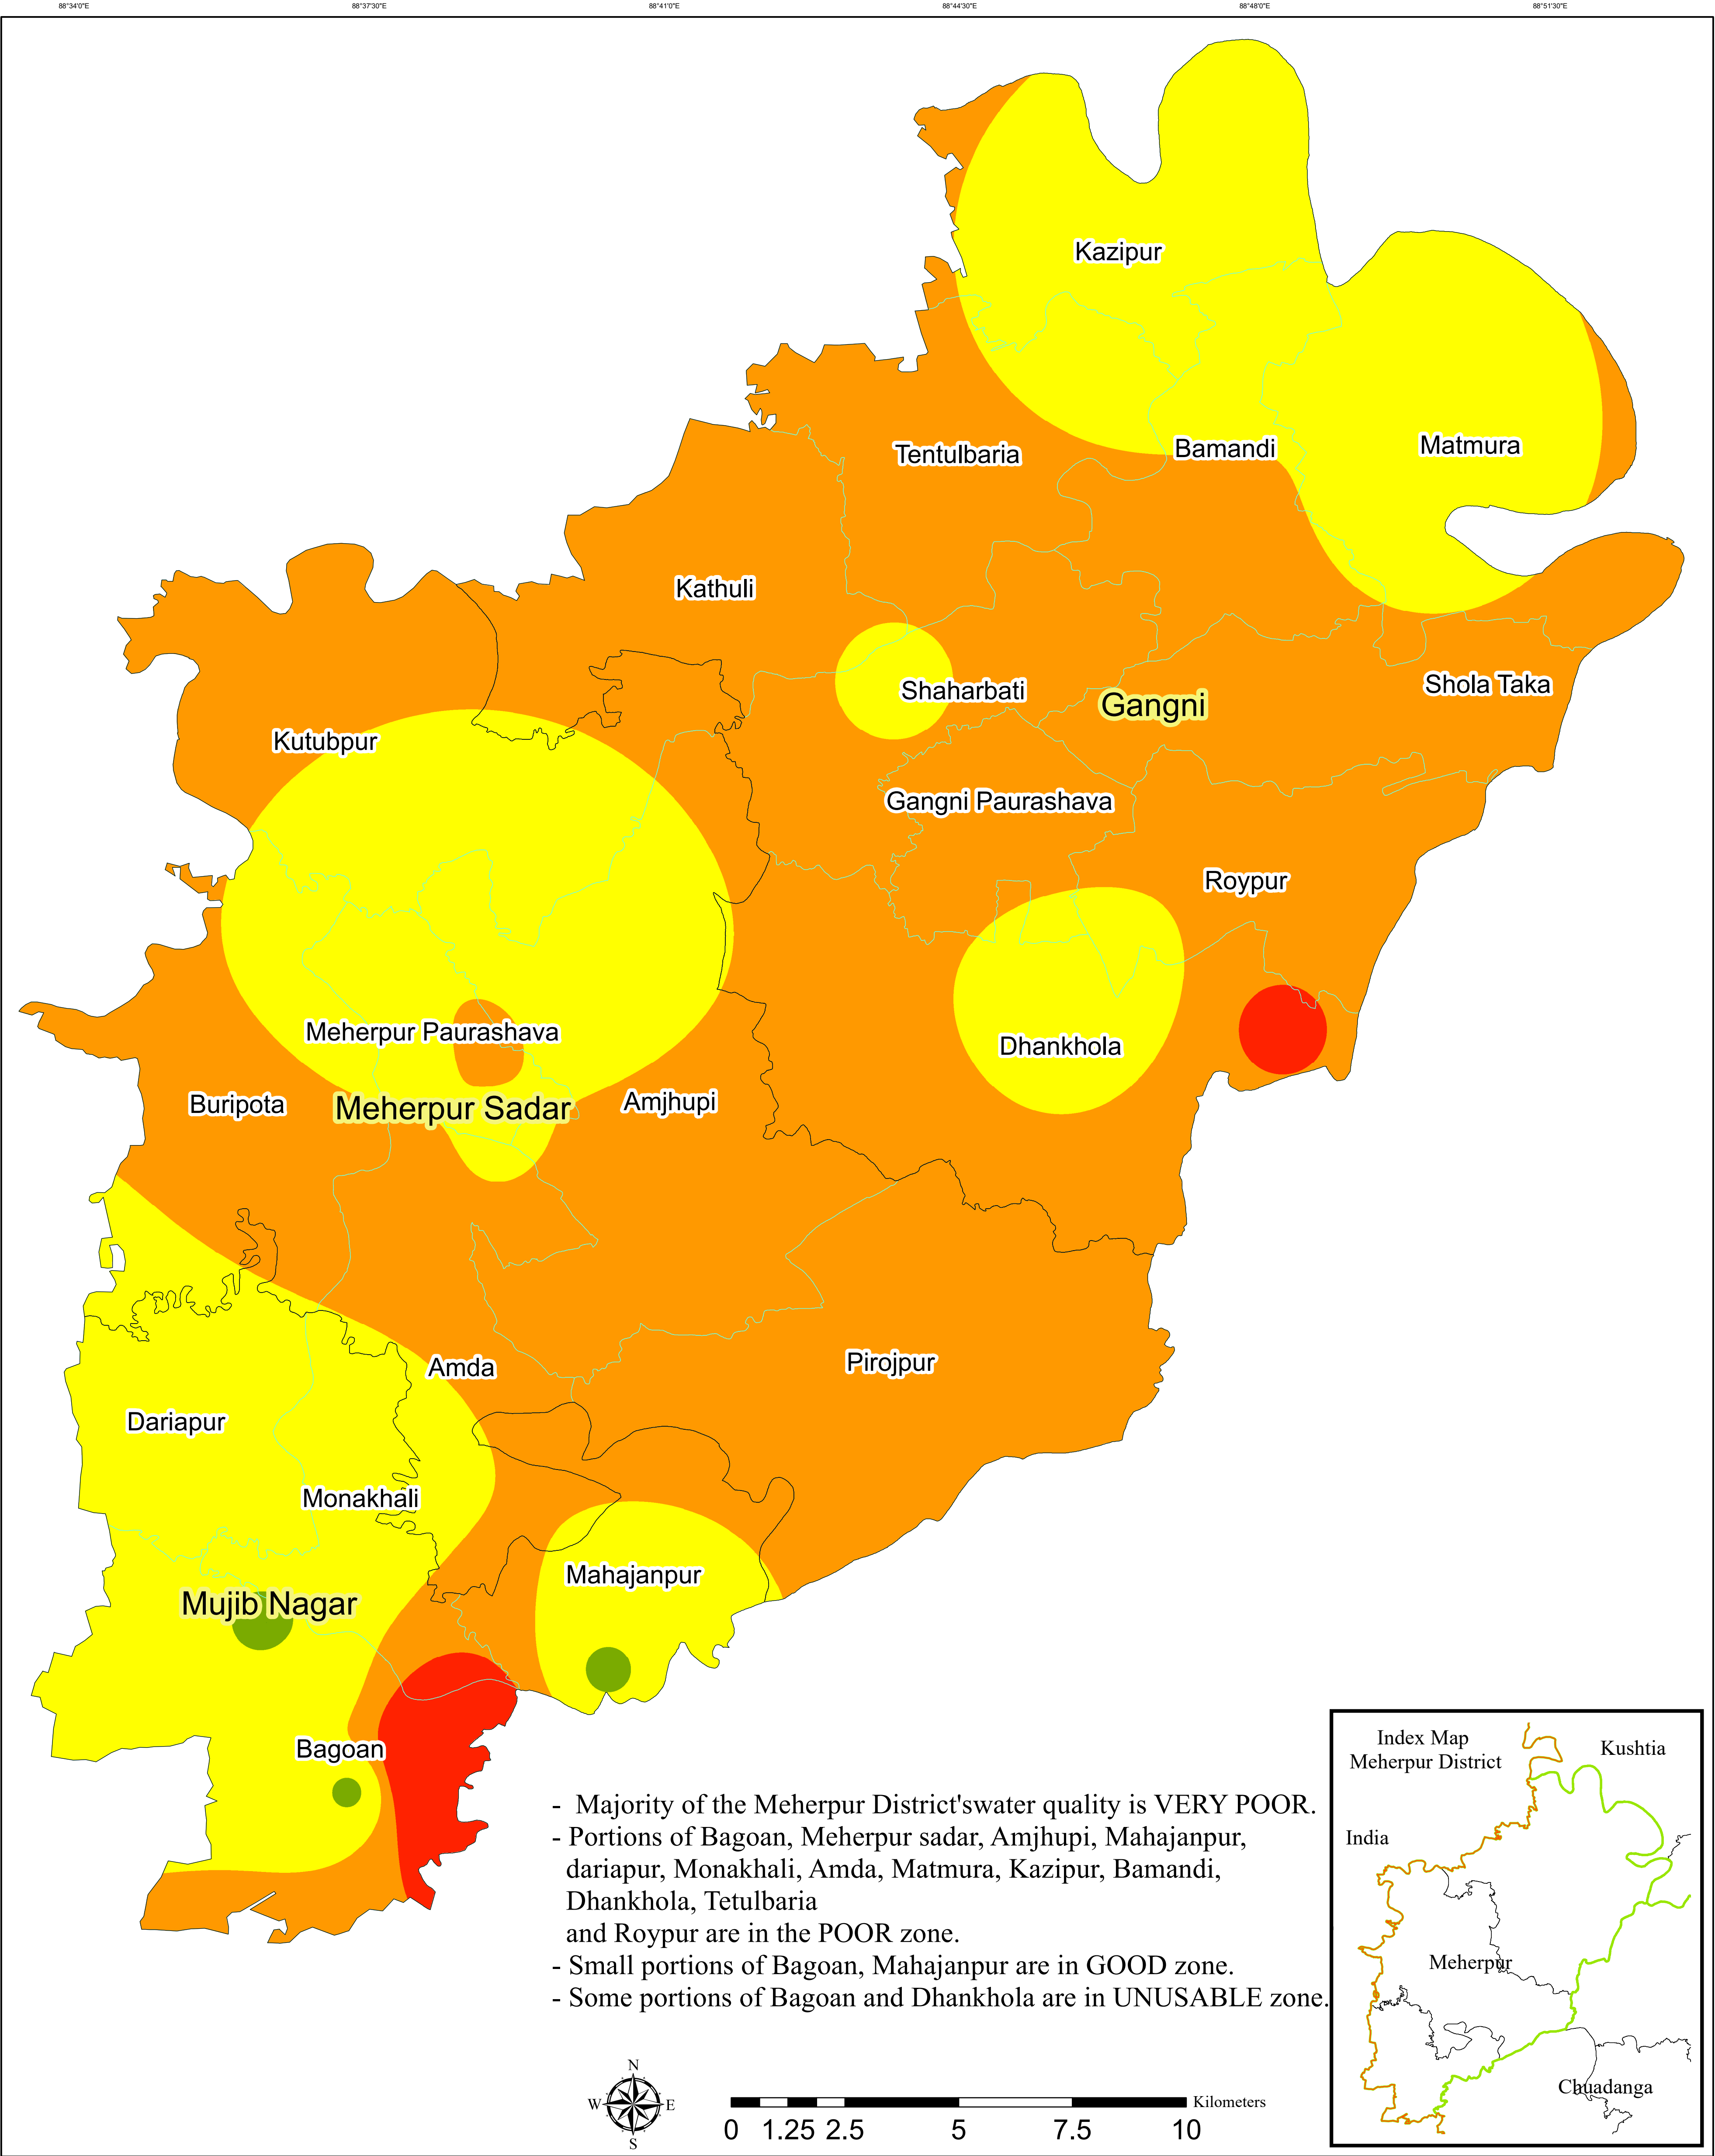 88°34'0"E 88°37'30"E 88°41'0"E 88°44'30"E 88°48'0"E 88°51'30"E
Kazipur
Matmura
Bamandi
Tentulbaria
Kathuli
Shola Taka
Shaharbati
Gangni
Kutubpur
Gangni Paurashava
Roypur
Meherpur Paurashava
Dhankhola
Buripota
Meherpur Sadar
Amjhupi
Pirojpur
Amda
Dariapur
Monakhali
Mahajanpur
Mujib Nagar
Bagoan
- Majority of the Meherpur District'swater quality is VERY POOR.
- Portions of Bagoan, Meherpur sadar, Amjhupi, Mahajanpur,
dariapur, Monakhali, Amda, Matmura, Kazipur, Bamandi,
Dhankhola, Tetulbaria
and Roypur are in the POOR zone.
- Small portions of Bagoan, Mahajanpur are in GOOD zone.
- Some portions of Bagoan and Dhankhola are in UNUSABLE zone.
Index Map
Meherpur District
Kushtia
India
Meherpur
Chuadanga
N
W E
S
Kilometers
0 1.25 2.5 5 7.5 10